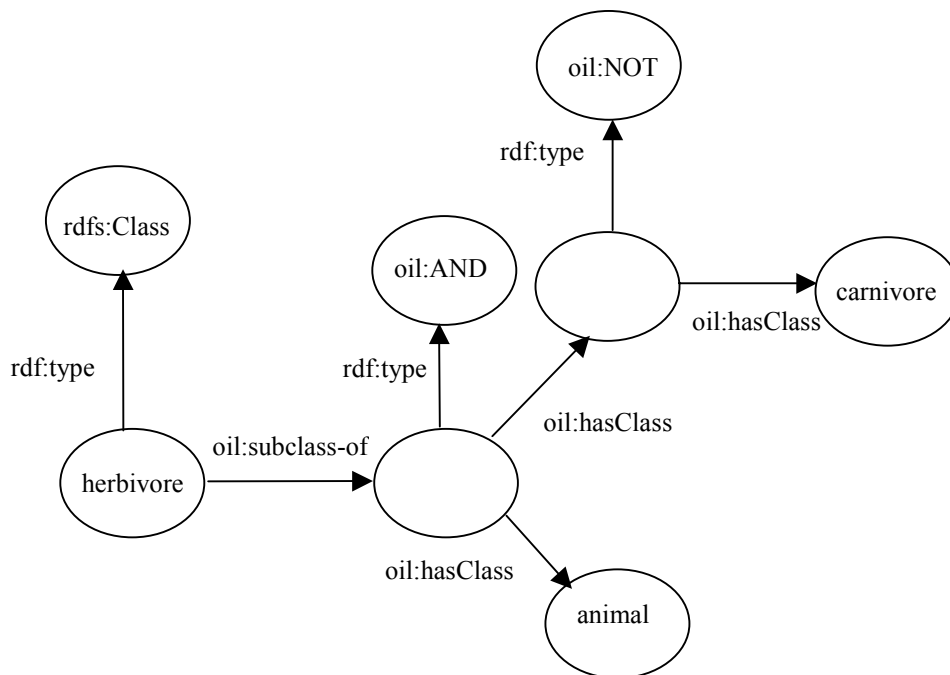 oil:NOT
rdf:type
rdfs:Class
oil:AND
carnivore
oil:hasClass
rdf:type
rdf:type
oil:hasClass
oil:subclass-of
herbivore
oil:hasClass
animal